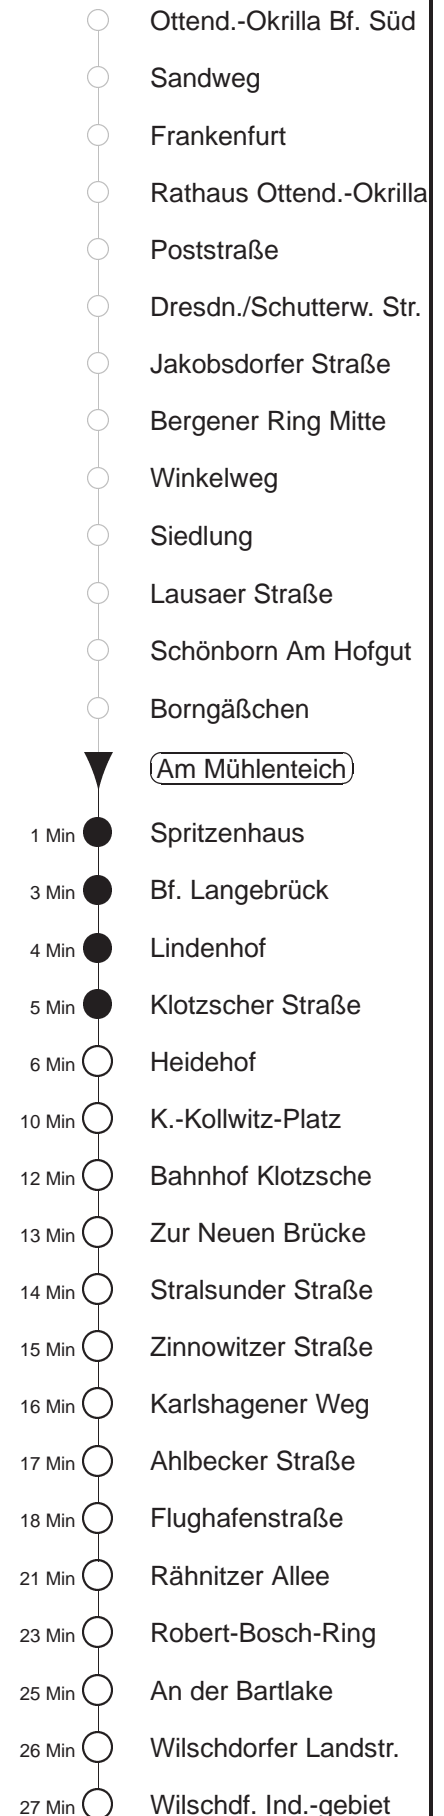 Ottend.-Okrilla Bf. Süd
Sandweg
Frankenfurt
Rathaus Ottend.-Okrilla
Poststraße
Dresdn./Schutterw. Str.
Jakobsdorfer Straße
Bergener Ring Mitte
Winkelweg
Siedlung
Lausaer Straße
Schönborn Am Hofgut
Borngäßchen
Am Mühlenteich
1 Min Spritzenhaus
3 Min Bf. Langebrück
4 Min Lindenhof
5 Min Klotzscher Straße
6 Min Heidehof
10 Min K.-Kollwitz-Platz
12 Min Bahnhof Klotzsche
13 Min Zur Neuen Brücke
14 Min Stralsunder Straße
15 Min Zinnowitzer Straße
16 Min Karlshagener Weg
17 Min Ahlbecker Straße
18 Min Flughafenstraße
21 Min Rähnitzer Allee
23 Min Robert-Bosch-Ring
25 Min An der Bartlake
26 Min Wilschdorfer Landstr.
27 Min Wilschdf. Ind.-gebiet